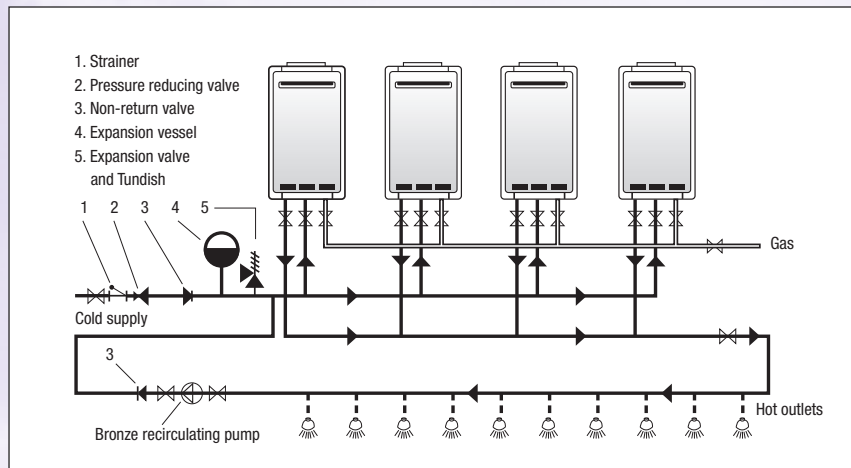 1. Strainer
2. Pressure reducing valve
3. Non-return valve
4. Expansion vessel
5. Expansion valve
and Tundish
1 2 3 4 5
Gas
Cold supply
3
Hot outlets
Bronze recirculating pump